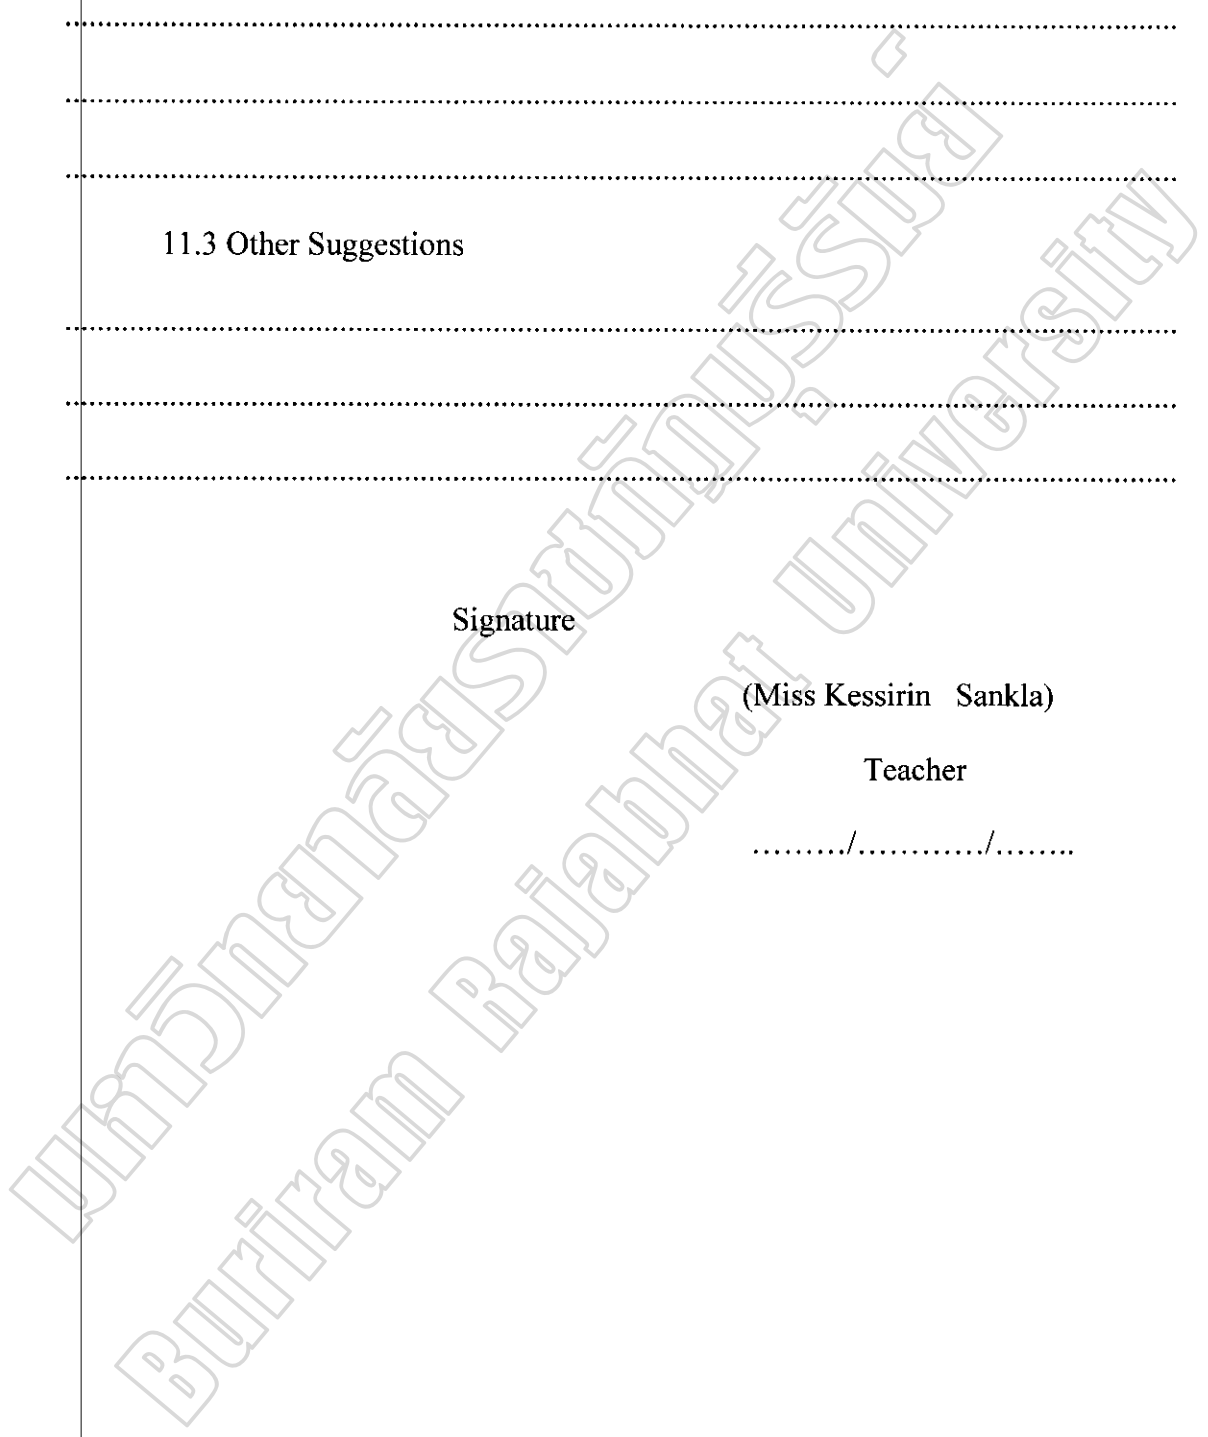 ........................................................................................................................
........................................................................................................................
........................................................................................................................
11.3 Other Suggestions
........................................................................................................................
........................................................................................................................
........................................................................................................................
Signature
(Miss Kessirin Sankla)
Teacher
........./............/........
มหาวิทยาลัยราชภัฏบุรีรัมย์
Buriram Rajabhat University